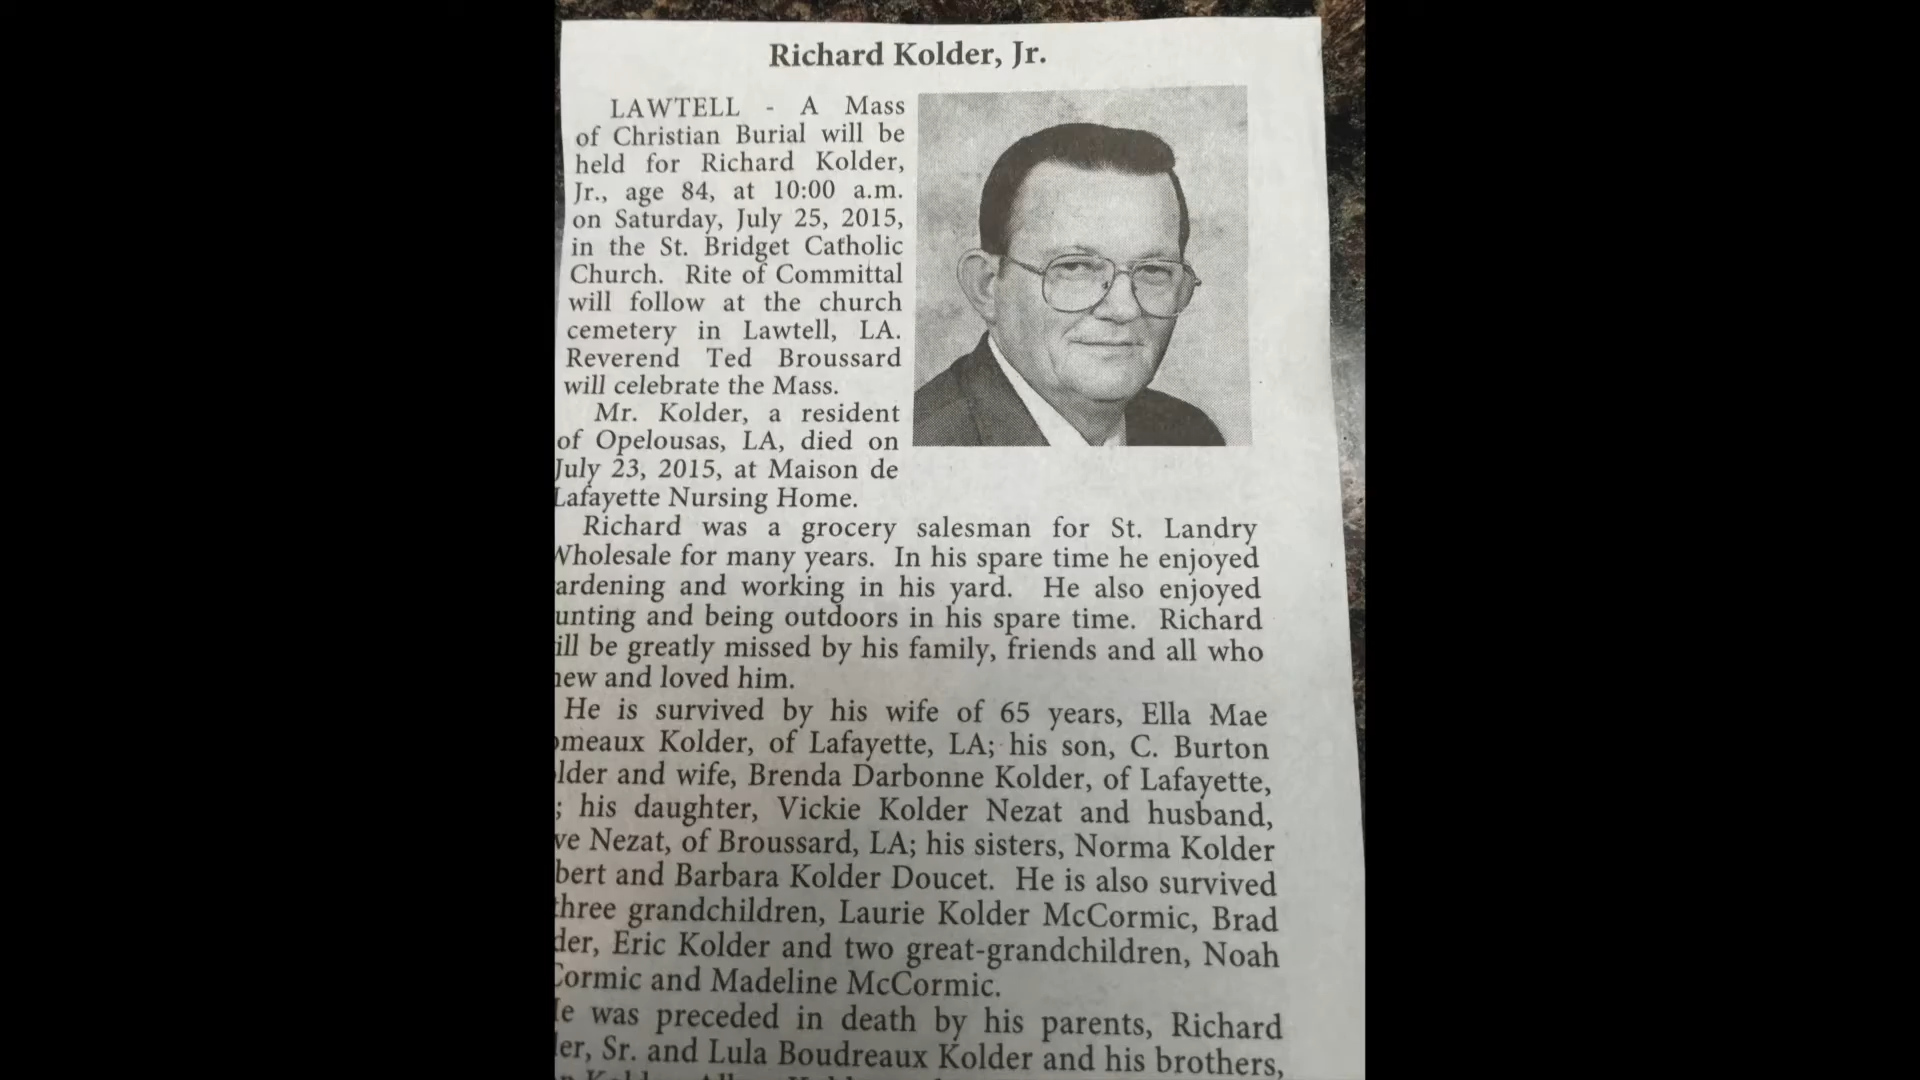 Richard Kolder, Jr.
LAWTELL - A Mass
of Christian Burial will be
held for Richard Kolder,
Jr., age 84, at 10:00 a.m.
on Saturday, July 25, 2015,
in the St. Bridget Catholic
Church. Rite of Committal
will follow at the church
cemetery in Lawtell, LA.
Reverend Ted Broussard
will celebrate the Mass.
Mr. Kolder, a resident
of Opelousas, LA, died on
July 23, 2015, at Maison de
Lafayette Nursing Home.
Richard was a grocery salesman for St. Landry
Wholesale for many years. In his spare time he enjoyed
ardening and working in his yard. He also enjoyed
unting and being outdoors in his spare time. Richard
ill be greatly missed by his family, friends and all who
new and loved him.
He is survived by his wife of 65 years, Ella Mae
omeaux Kolder, of Lafayette, LA; his son, C. Burton
lder and wife, Brenda Darbonne Kolder, of Lafayette,
; his daughter, Vickie Kolder Nezat and husband,
ve Nezat, of Broussard, LA; his sisters, Norma Kolder
bert and Barbara Kolder Doucet. He is also survived
three grandchildren, Laurie Kolder McCormic, Brad
der, Eric Kolder and two great-grandchildren, Noah
Cormic and Madeline McCormic.
He was preceded in death by his parents, Richard
er, Sr. and Lula Boudreaux Kolder and his brothers,